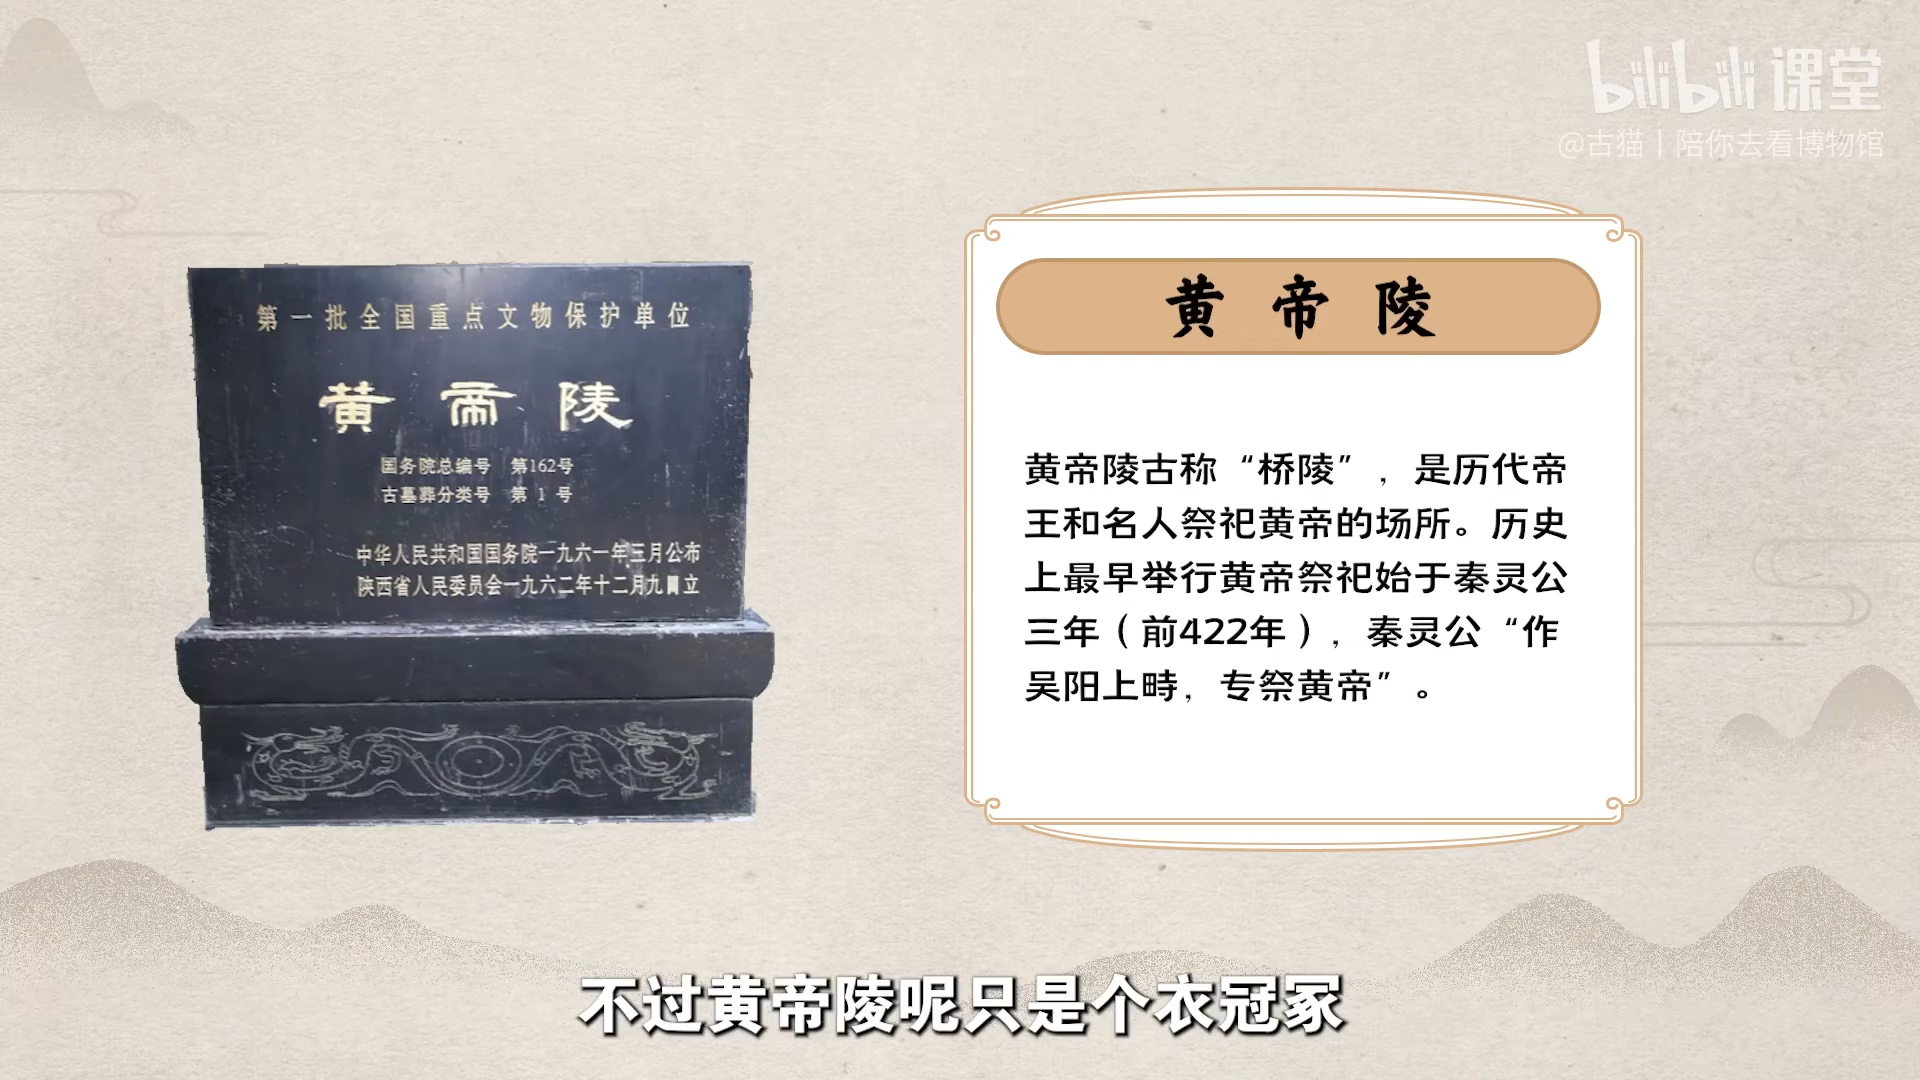 bilibili 课堂
@古猫丨陪你去看博物馆
第一批全国重点文物保护单位
黄帝陵
国务院总编号 第162号
古墓葬分类号 第1号
中华人民共和国国务院一九六一年三月公布
陕西省人民委员会一九六二年十二月九日立
黄帝陵
黄帝陵古称“桥陵”，是历代帝
王和名人祭祀黄帝的场所。历史
上最早举行黄帝祭祀始于秦灵公
三年（前422年），秦灵公“作
吴阳上畤，专祭黄帝”。
不过黄帝陵呢只是个衣冠冢